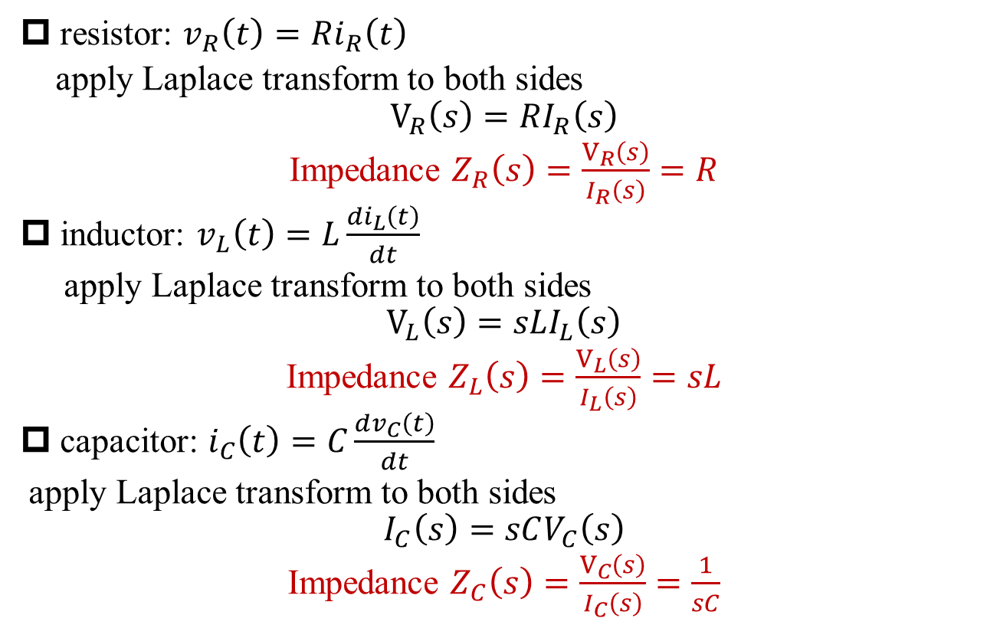 ❑ resistor: $v_R(t) = Ri_R(t)$
apply Laplace transform to both sides
$\mathrm{V}_R(s) = RI_R(s)$
Impedance $Z_R(s) = \frac{\mathrm{V}_R(s)}{I_R(s)} = R$
❑ inductor: $v_L(t) = L\frac{di_L(t)}{dt}$
apply Laplace transform to both sides
$\mathrm{V}_L(s) = sLI_L(s)$
Impedance $Z_L(s) = \frac{\mathrm{V}_L(s)}{I_L(s)} = sL$
❑ capacitor: $i_C(t) = C\frac{dv_C(t)}{dt}$
apply Laplace transform to both sides
$I_C(s) = sCV_C(s)$
Impedance $Z_C(s) = \frac{\mathrm{V}_C(s)}{I_C(s)} = \frac{1}{sC}$